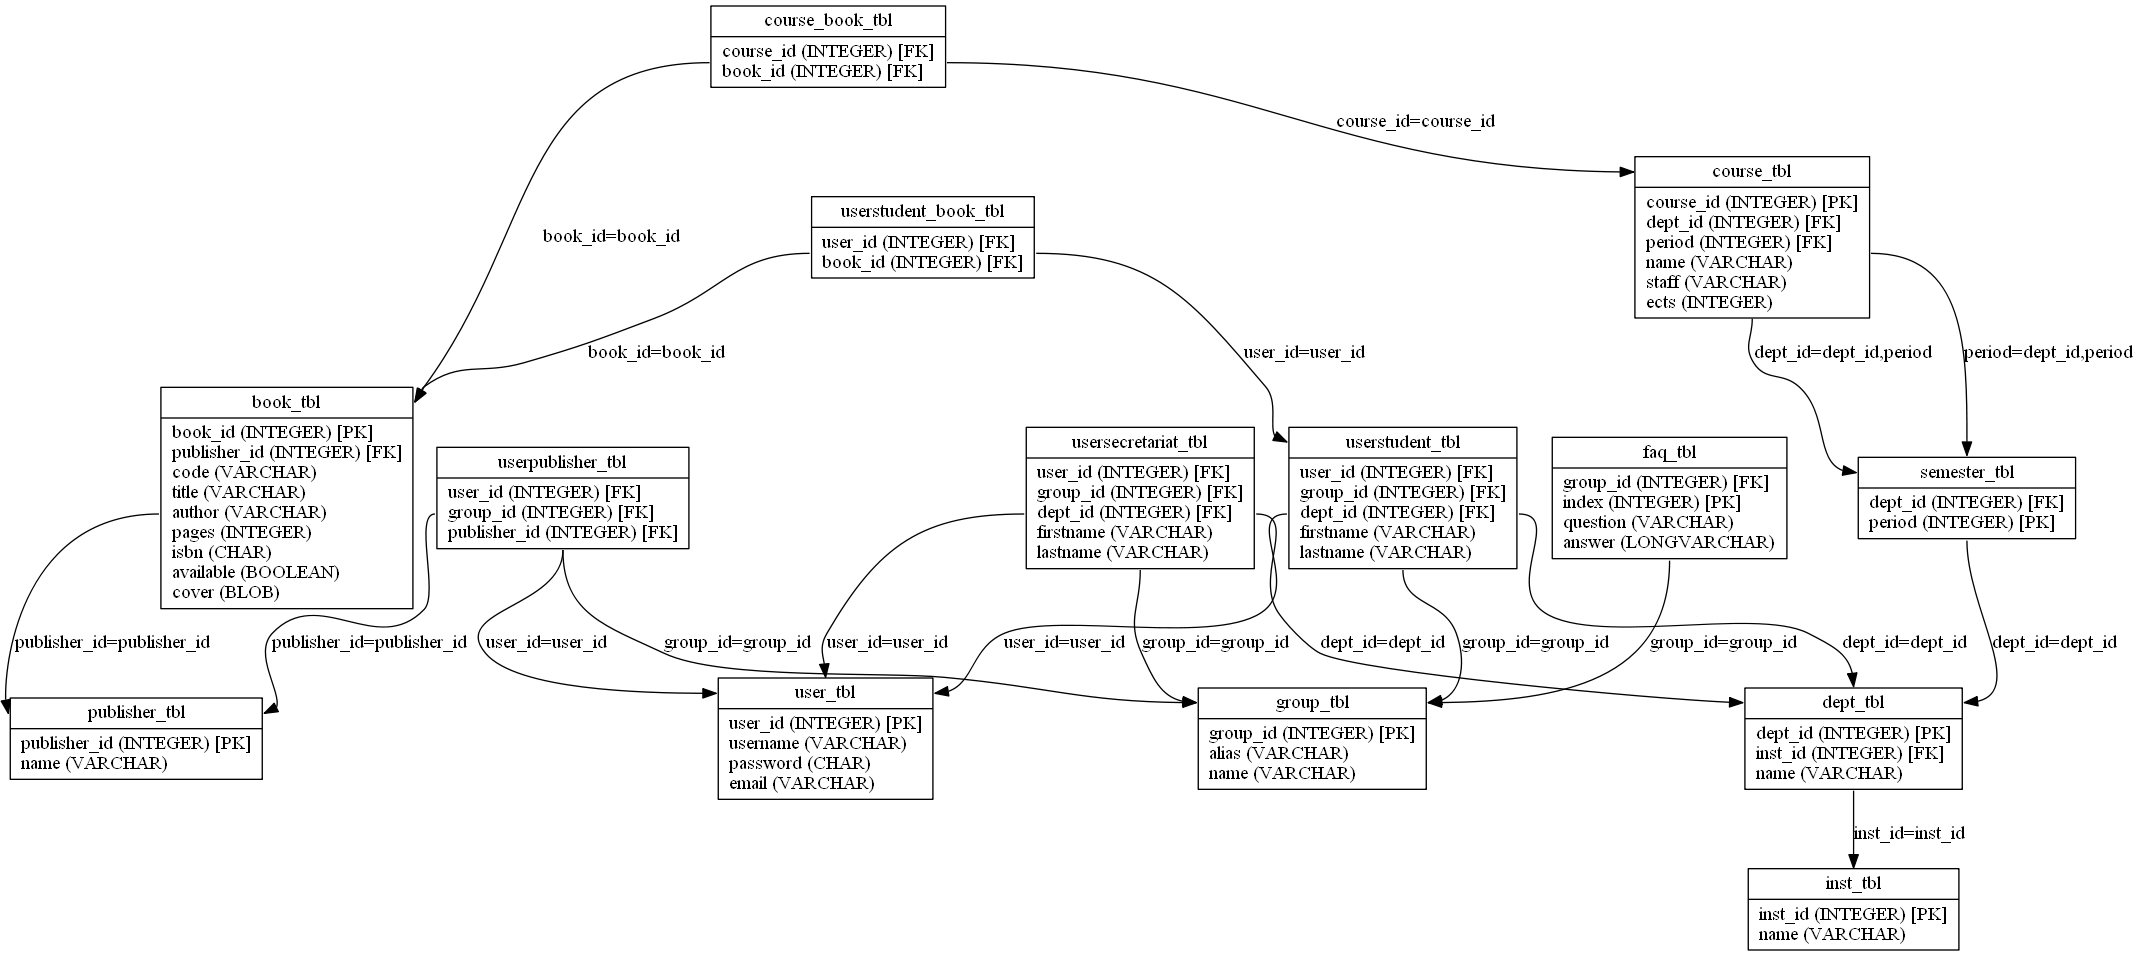 course_book_tbl
course_id (INTEGER) [FK]
book_id (INTEGER) [FK]
course_id=course_id
course_tbl
course_id (INTEGER) [PK]
dept_id (INTEGER) [FK]
period (INTEGER) [FK]
name (VARCHAR)
staff (VARCHAR)
ects (INTEGER)
userstudent_book_tbl
user_id (INTEGER) [FK]
book_id (INTEGER) [FK]
book_id=book_id
book_id=book_id
user_id=user_id
dept_id=dept_id,period
period=dept_id,period
book_tbl
book_id (INTEGER) [PK]
publisher_id (INTEGER) [FK]
code (VARCHAR)
title (VARCHAR)
author (VARCHAR)
pages (INTEGER)
isbn (CHAR)
available (BOOLEAN)
cover (BLOB)
userpublisher_tbl
user_id (INTEGER) [FK]
group_id (INTEGER) [FK]
publisher_id (INTEGER) [FK]
usersecretariat_tbl
user_id (INTEGER) [FK]
group_id (INTEGER) [FK]
dept_id (INTEGER) [FK]
firstname (VARCHAR)
lastname (VARCHAR)
userstudent_tbl
user_id (INTEGER) [FK]
group_id (INTEGER) [FK]
dept_id (INTEGER) [FK]
firstname (VARCHAR)
lastname (VARCHAR)
faq_tbl
group_id (INTEGER) [FK]
index (INTEGER) [PK]
question (VARCHAR)
answer (LONGVARCHAR)
semester_tbl
dept_id (INTEGER) [FK]
period (INTEGER) [PK]
publisher_id=publisher_id
publisher_id=publisher_id
user_id=user_id
group_id=group_id
user_id=user_id
user_id=user_id
group_id=group_id
dept_id=dept_id
group_id=group_id
group_id=group_id
dept_id=dept_id
dept_id=dept_id
publisher_tbl
publisher_id (INTEGER) [PK]
name (VARCHAR)
user_tbl
user_id (INTEGER) [PK]
username (VARCHAR)
password (CHAR)
email (VARCHAR)
group_tbl
group_id (INTEGER) [PK]
alias (VARCHAR)
name (VARCHAR)
dept_tbl
dept_id (INTEGER) [PK]
inst_id (INTEGER) [FK]
name (VARCHAR)
inst_id=inst_id
inst_tbl
inst_id (INTEGER) [PK]
name (VARCHAR)